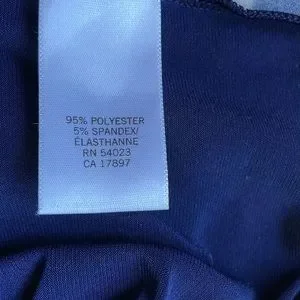 95% POLYESTER
5% SPANDEX/
ÉLASTHANNE
RN 54023
CA 17897